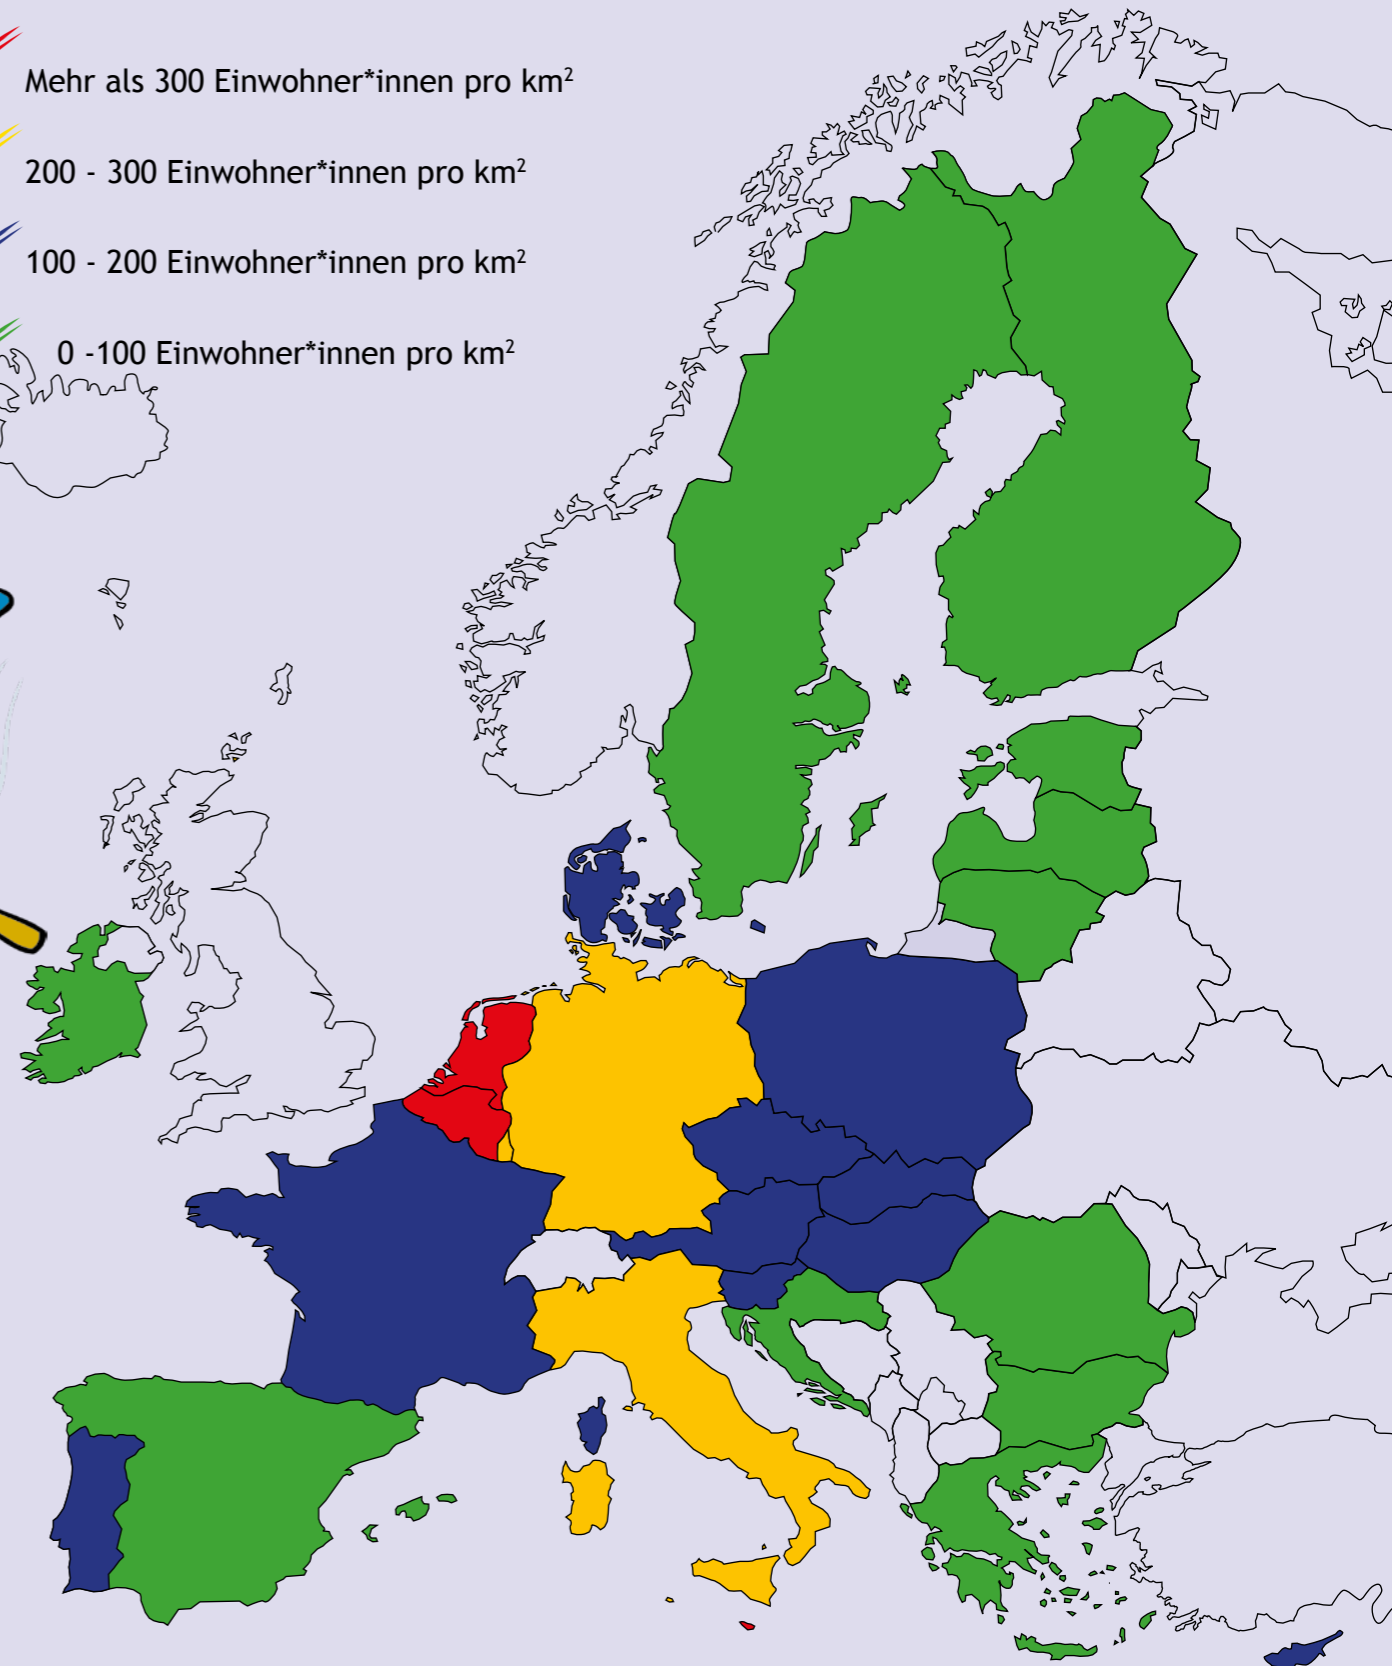 Mehr als 300 Einwohner*innen pro km²
200 - 300 Einwohner*innen pro km²
100 - 200 Einwohner*innen pro km²
0 -100 Einwohner*innen pro km²